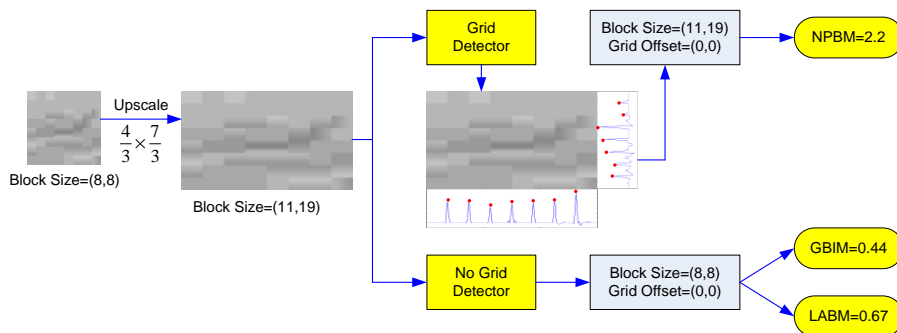 Grid
Detector
Block Size=(11,19)
Grid Offset=(0,0)
NPBM=2.2
Upscale
4/3 × 7/3
Block Size=(8,8)
Block Size=(11,19)
No Grid
Detector
Block Size=(8,8)
Grid Offset=(0,0)
GBIM=0.44
LABM=0.67